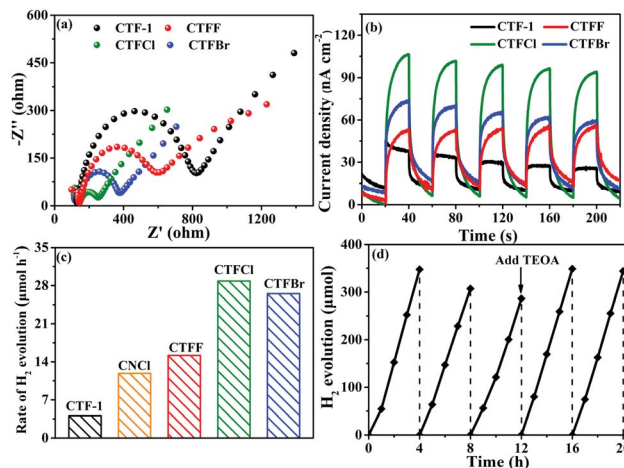 (a)
CTF-1
CTFF
CTFCl
CTFBr
600
450
300
150
0
-Z'' (ohm)
0
400
800
1200
Z' (ohm)
(b)
CTF-1
CTFF
CTFCl
CTFBr
120
90
60
30
0
Current density (nA cm⁻²)
0
40
80
120
160
200
Time (s)
(c)
35
28
21
14
7
0
Rate of H₂ evolution (μmol h⁻¹)
CTF-1
CNCl
CTFF
CTFCl
CTFBr
(d)
Add TEOA
400
300
200
100
0
H₂ evolution (μmol)
0
4
8
12
16
20
Time (h)